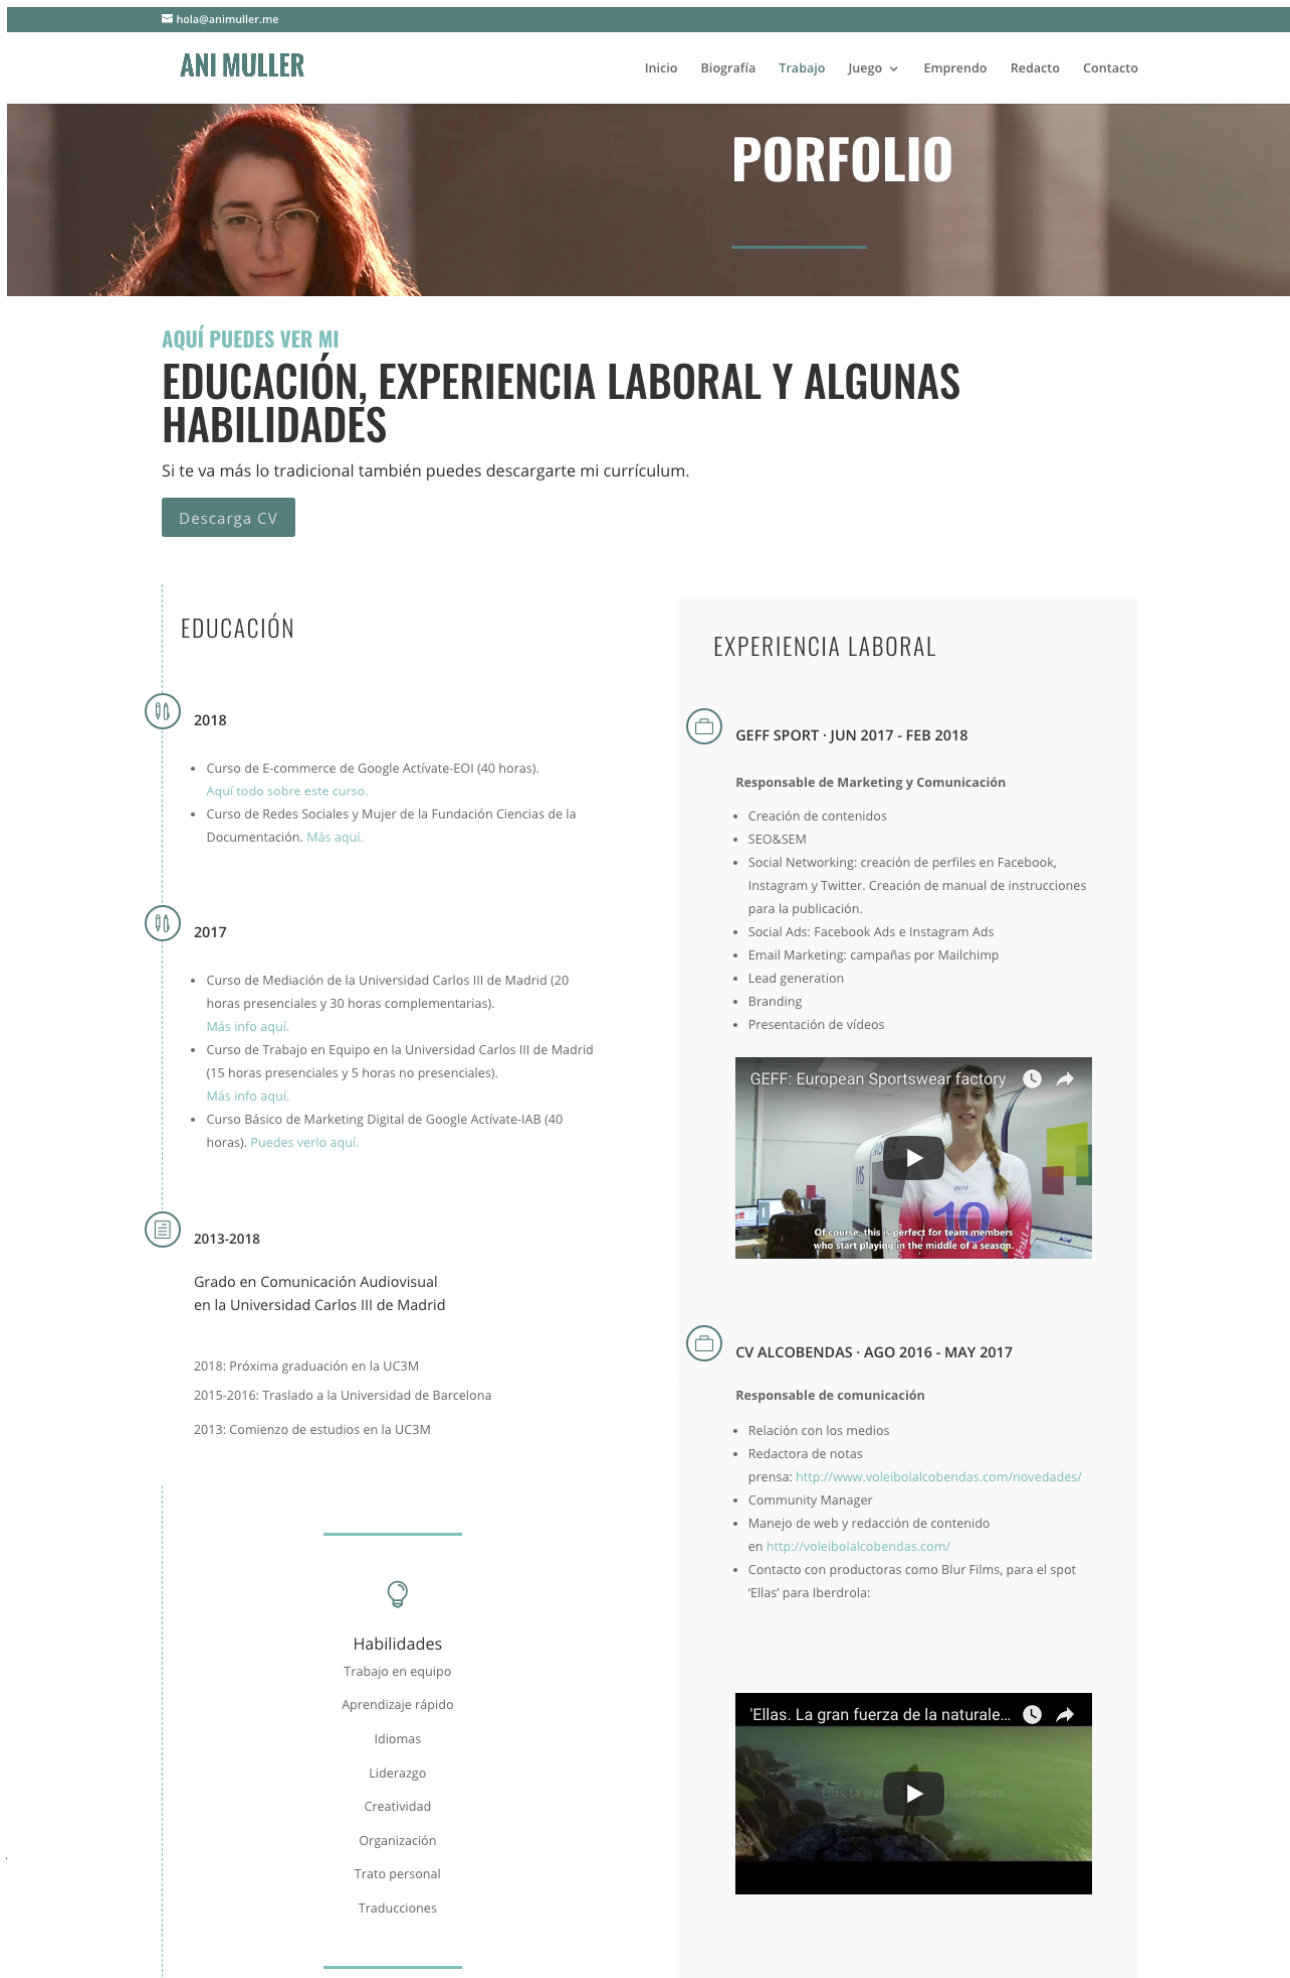 hola@animuller.me
ANI MULLER
Inicio Biografía Trabajo Juego Emprendo Redacto Contacto
PORFOLIO
AQUÍ PUEDES VER MI
EDUCACIÓN, EXPERIENCIA LABORAL Y ALGUNAS
HABILIDADES
Si te va más lo tradicional también puedes descargarte mi currículum.
Descarga CV
EDUCACIÓN
2018
Curso de E-commerce de Google Actívate-EOI (40 horas).
Aquí todo sobre este curso.
Curso de Redes Sociales y Mujer de la Fundación Ciencias de la
Documentación. Más aquí.
2017
Curso de Mediación de la Universidad Carlos III de Madrid (20
horas presenciales y 30 horas complementarias).
Más info aquí.
Curso de Trabajo en Equipo en la Universidad Carlos III de Madrid
(15 horas presenciales y 5 horas no presenciales).
Más info aquí.
Curso Básico de Marketing Digital de Google Actívate-IAB (40
horas). Puedes verlo aquí.
2013-2018
Grado en Comunicación Audiovisual
en la Universidad Carlos III de Madrid
2018: Próxima graduación en la UC3M
2015-2016: Traslado a la Universidad de Barcelona
2013: Comienzo de estudios en la UC3M
Habilidades
Trabajo en equipo
Aprendizaje rápido
Idiomas
Liderazgo
Creatividad
Organización
Trato personal
Traducciones
EXPERIENCIA LABORAL
GEFF SPORT · JUN 2017 - FEB 2018
Responsable de Marketing y Comunicación
Creación de contenidos
SEO&SEM
Social Networking: creación de perfiles en Facebook,
Instagram y Twitter. Creación de manual de instrucciones
para la publicación.
Social Ads: Facebook Ads e Instagram Ads
Email Marketing: campañas por Mailchimp
Lead generation
Branding
Presentación de vídeos
GEFF: European Sportswear factory
MS
GEFF
10
Of course, this is perfect for team members
who start playing in the middle of a season.
CV ALCOBENDAS · AGO 2016 - MAY 2017
Responsable de comunicación
Relación con los medios
Redactora de notas
prensa: http://www.voleibolalcobendas.com/novedades/
Community Manager
Manejo de web y redacción de contenido
en http://voleibolalcobendas.com/
Contacto con productoras como Blur Films, para el spot
‘Ellas’ para Iberdrola:
'Ellas. La gran fuerza de la naturale...
Ellas. La gra naturaleza